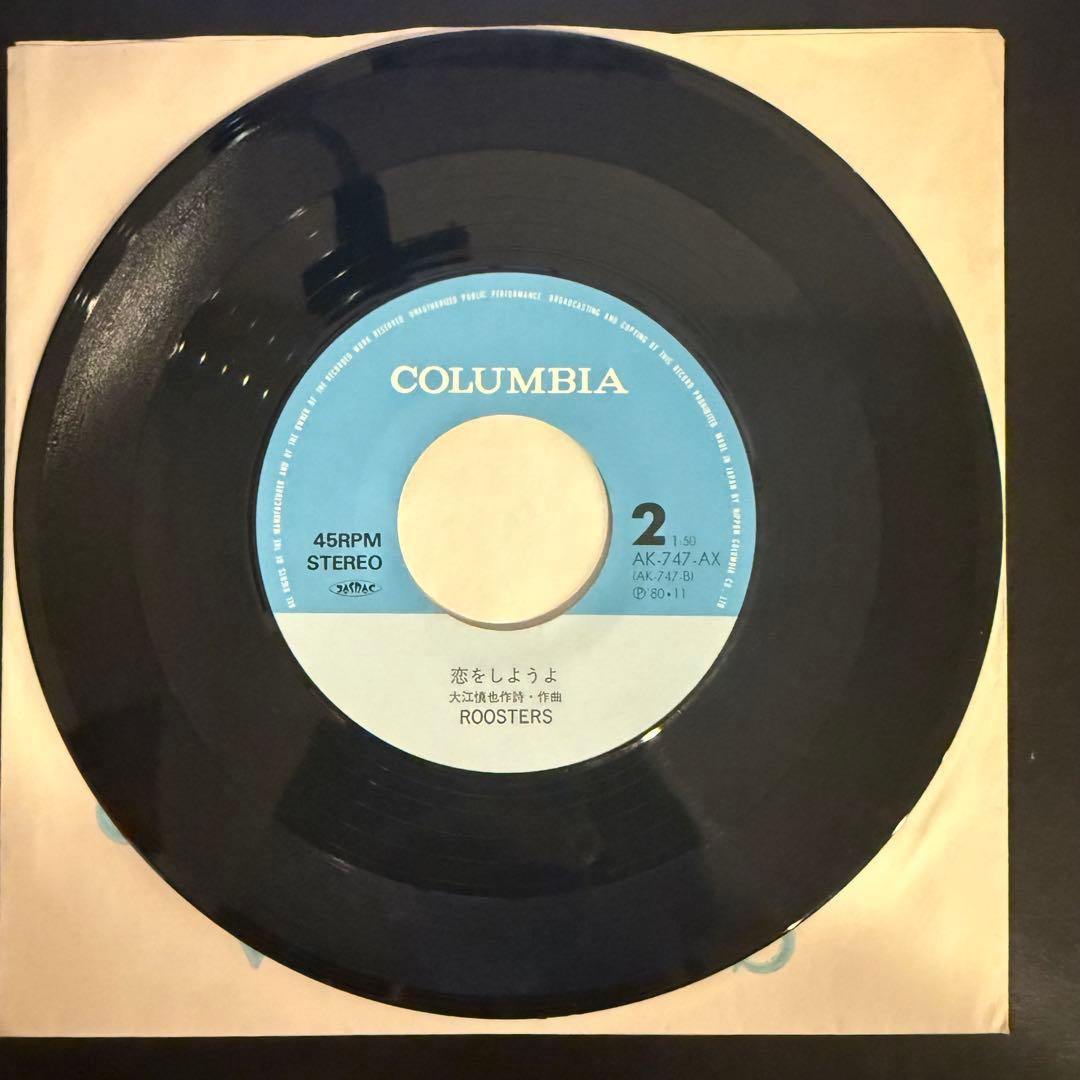 ALL RIGHTS OF THE MANUFACTURER AND OF THE OWNER OF THE RECORDED WORK RESERVED. UNAUTHORIZED PUBLIC PERFORMANCE. BROADCASTING AND COPYING OF THIS RECORD PROHIBITED. MADE IN JAPAN BY NIPPON COLUMBIA CO., LTD
COLUMBIA
45RPM
STEREO
JASRAC
2 1:50
AK-747-AX
(AK-747-B)
Ⓟ'80・11
恋をしようよ
大江慎也作詩・作曲
ROOSTERS